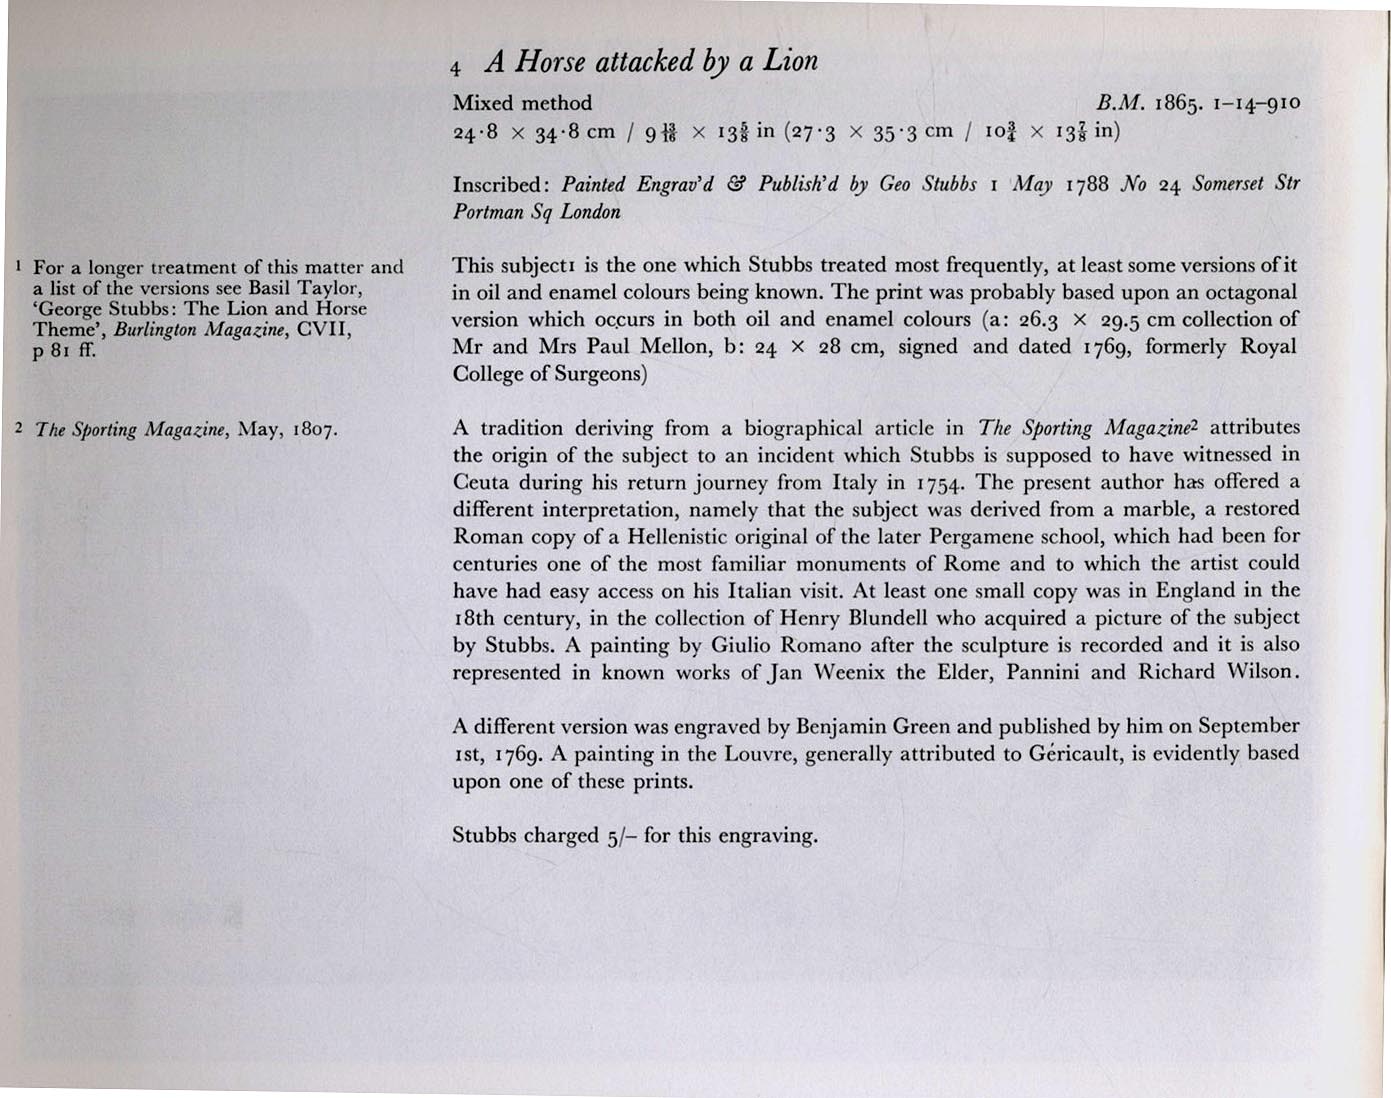 4 A Horse attacked by a Lion
Mixed method B.M. 1865. 1–14–910
24·8 × 34·8 cm / 9 13/16 × 13⅝ in (27·3 × 35·3 cm / 10¾ × 13⅞ in)
Inscribed: Painted Engrav'd & Publish'd by Geo Stubbs 1 May 1788 No 24 Somerset Str
Portman Sq London
This subject1 is the one which Stubbs treated most frequently, at least some versions of it
in oil and enamel colours being known. The print was probably based upon an octagonal
version which occurs in both oil and enamel colours (a: 26.3 × 29.5 cm collection of
Mr and Mrs Paul Mellon, b: 24 × 28 cm, signed and dated 1769, formerly Royal
College of Surgeons)
A tradition deriving from a biographical article in The Sporting Magazine² attributes
the origin of the subject to an incident which Stubbs is supposed to have witnessed in
Ceuta during his return journey from Italy in 1754. The present author has offered a
different interpretation, namely that the subject was derived from a marble, a restored
Roman copy of a Hellenistic original of the later Pergamene school, which had been for
centuries one of the most familiar monuments of Rome and to which the artist could
have had easy access on his Italian visit. At least one small copy was in England in the
18th century, in the collection of Henry Blundell who acquired a picture of the subject
by Stubbs. A painting by Giulio Romano after the sculpture is recorded and it is also
represented in known works of Jan Weenix the Elder, Pannini and Richard Wilson.
A different version was engraved by Benjamin Green and published by him on September
1st, 1769. A painting in the Louvre, generally attributed to Géricault, is evidently based
upon one of these prints.
Stubbs charged 5/– for this engraving.
1 For a longer treatment of this matter and
a list of the versions see Basil Taylor,
'George Stubbs: The Lion and Horse
Theme', Burlington Magazine, CVII,
p 81 ff.
2 The Sporting Magazine, May, 1807.